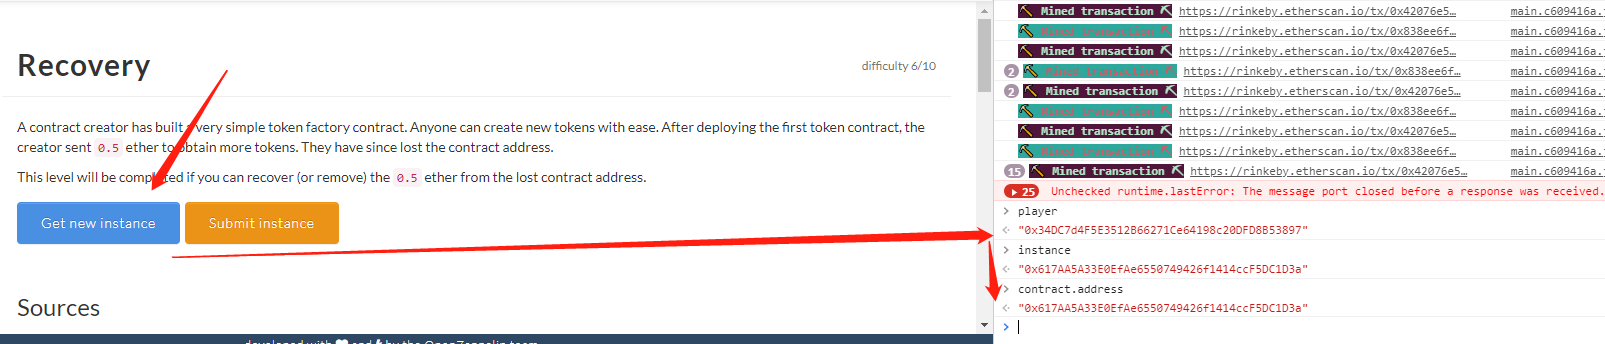 Recovery
difficulty 6/10
A contract creator has built a very simple token factory contract. Anyone can create new tokens with ease. After deploying the first token contract, the
creator sent 0.5 ether to obtain more tokens. They have since lost the contract address.
This level will be completed if you can recover (or remove) the 0.5 ether from the lost contract address.
Get new instance
Submit instance
Sources
developed with and by the OpenZeppelin team
Mined transaction https://rinkeby.etherscan.io/tx/0x42076e5… main.c609416a.
Mined transaction https://rinkeby.etherscan.io/tx/0x838ee6f… main.c609416a.
Mined transaction https://rinkeby.etherscan.io/tx/0x42076e5… main.c609416a.
2 Mined transaction https://rinkeby.etherscan.io/tx/0x838ee6f… main.c609416a.
2 Mined transaction https://rinkeby.etherscan.io/tx/0x42076e5… main.c609416a.
Mined transaction https://rinkeby.etherscan.io/tx/0x838ee6f… main.c609416a.
Mined transaction https://rinkeby.etherscan.io/tx/0x42076e5… main.c609416a.
Mined transaction https://rinkeby.etherscan.io/tx/0x838ee6f… main.c609416a.
15 Mined transaction https://rinkeby.etherscan.io/tx/0x42076e5… main.c609416a.
25 Unchecked runtime.lastError: The message port closed before a response was received.
> player
"0x34DC7d4F5E3512B66271Ce64198c20DFD8B53897"
> instance
"0x617AA5A33E0EfAe6550749426f1414ccF5DC1D3a"
> contract.address
"0x617AA5A33E0EfAe6550749426f1414ccF5DC1D3a"
>